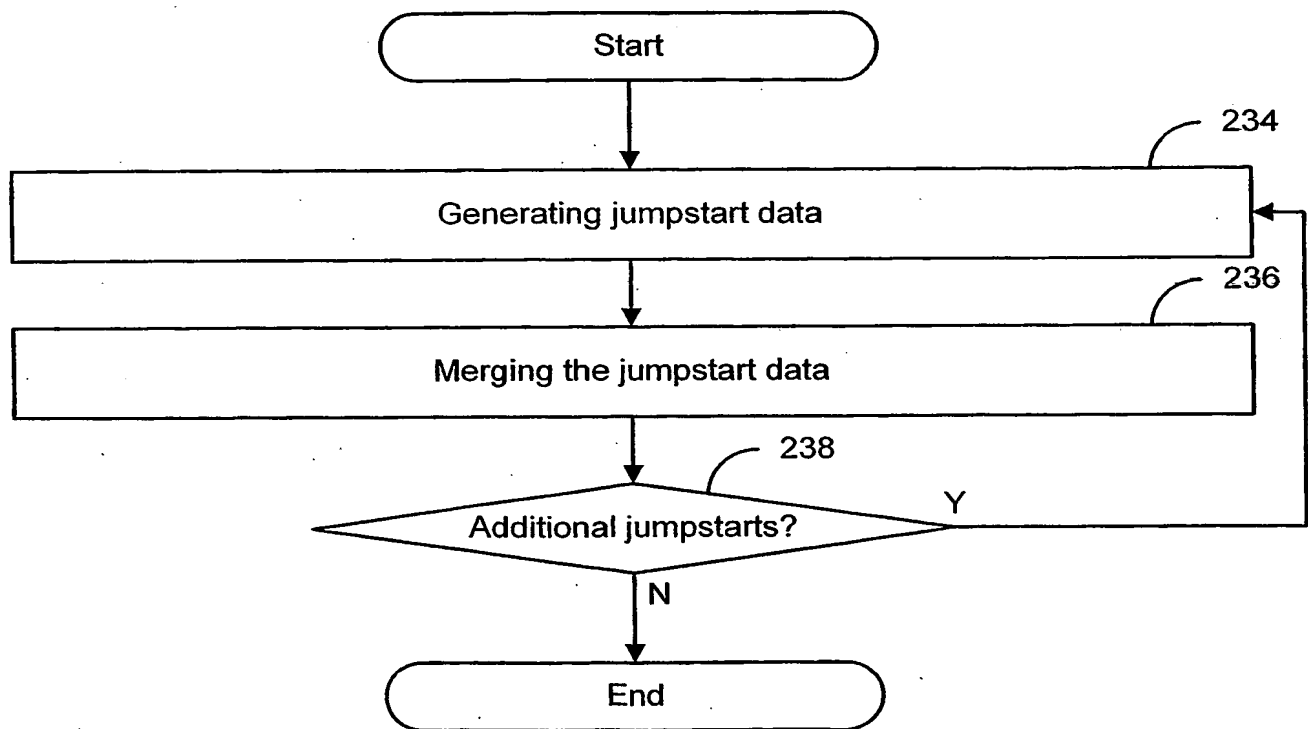 Start
234
Generating jumpstart data
236
Merging the jumpstart data
238
Additional jumpstarts?
Y
N
End